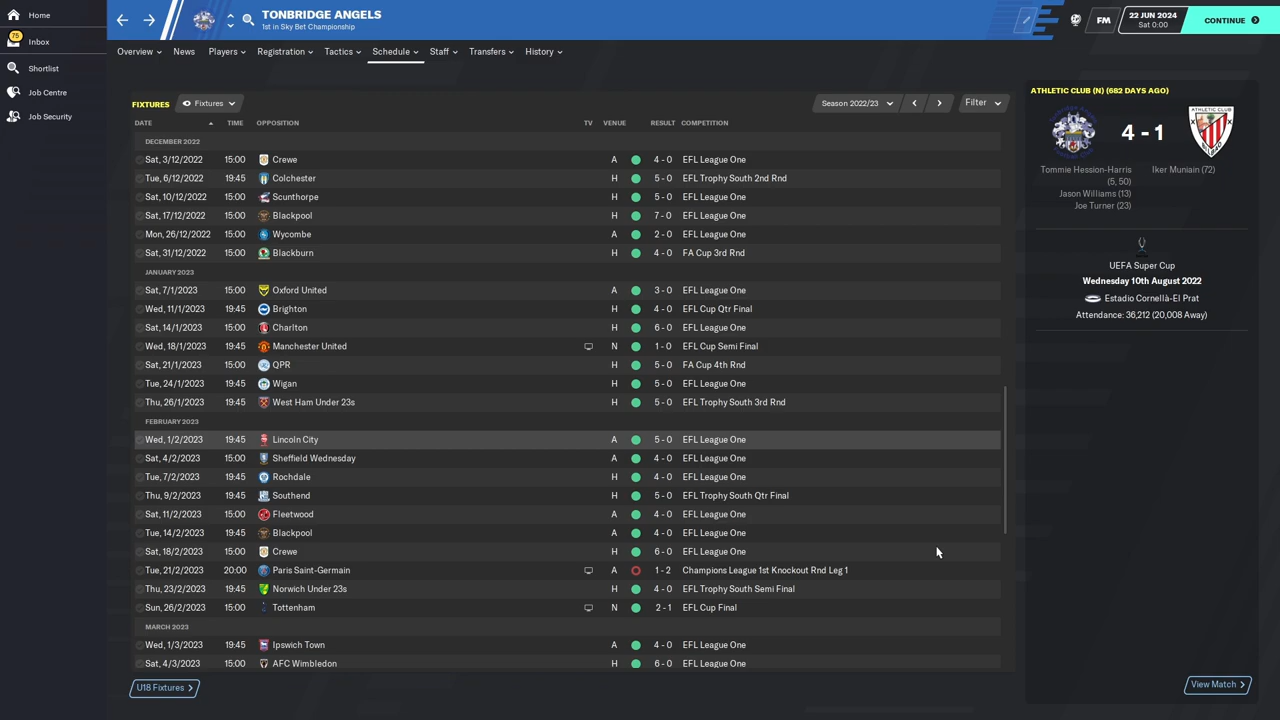 Home
75
Inbox
Shortlist
Job Centre
Job Security
TONBRIDGE ANGELS
1st in Sky Bet Championship
FM
22 JUN 2024
Sat 0:00
CONTINUE
Overview News Players Registration Tactics Schedule Staff Transfers History
FIXTURES Fixtures Season 2022/23 Filter
DATE TIME OPPOSITION TV VENUE RESULT COMPETITION
DECEMBER 2022
Sat, 3/12/2022 15:00 Crewe A 4 - 0 EFL League One
Tue, 6/12/2022 19:45 Colchester H 5 - 0 EFL Trophy South 2nd Rnd
Sat, 10/12/2022 15:00 Scunthorpe H 5 - 0 EFL League One
Sat, 17/12/2022 15:00 Blackpool H 7 - 0 EFL League One
Mon, 26/12/2022 15:00 Wycombe A 2 - 0 EFL League One
Sat, 31/12/2022 15:00 Blackburn H 4 - 0 FA Cup 3rd Rnd
JANUARY 2023
Sat, 7/1/2023 15:00 Oxford United A 3 - 0 EFL League One
Wed, 11/1/2023 19:45 Brighton H 4 - 0 EFL Cup Qtr Final
Sat, 14/1/2023 15:00 Charlton H 6 - 0 EFL League One
Wed, 18/1/2023 19:45 Manchester United N 1 - 0 EFL Cup Semi Final
Sat, 21/1/2023 15:00 QPR H 5 - 0 FA Cup 4th Rnd
Tue, 24/1/2023 19:45 Wigan H 5 - 0 EFL League One
Thu, 26/1/2023 19:45 West Ham Under 23s H 5 - 0 EFL Trophy South 3rd Rnd
FEBRUARY 2023
Wed, 1/2/2023 19:45 Lincoln City A 5 - 0 EFL League One
Sat, 4/2/2023 15:00 Sheffield Wednesday A 4 - 0 EFL League One
Tue, 7/2/2023 19:45 Rochdale H 4 - 0 EFL League One
Thu, 9/2/2023 19:45 Southend H 5 - 0 EFL Trophy South Qtr Final
Sat, 11/2/2023 15:00 Fleetwood A 4 - 0 EFL League One
Tue, 14/2/2023 19:45 Blackpool A 4 - 0 EFL League One
Sat, 18/2/2023 15:00 Crewe H 6 - 0 EFL League One
Tue, 21/2/2023 20:00 Paris Saint-Germain A 1 - 2 Champions League 1st Knockout Rnd Leg 1
Thu, 23/2/2023 19:45 Norwich Under 23s H 4 - 0 EFL Trophy South Semi Final
Sun, 26/2/2023 15:00 Tottenham N 2 - 1 EFL Cup Final
MARCH 2023
Wed, 1/3/2023 19:45 Ipswich Town A 4 - 0 EFL League One
Sat, 4/3/2023 15:00 AFC Wimbledon H 6 - 0 EFL League One
U18 Fixtures
ATHLETIC CLUB (N) (682 DAYS AGO)
4 - 1
ATHLETIC CLUB
Tommie Hession-Harris Iker Muniain (72)
(5, 50)
Jason Williams (13)
Joe Turner (23)
UEFA Super Cup
Wednesday 10th August 2022
Estadio Cornellà-El Prat
Attendance: 36,212 (20,008 Away)
View Match